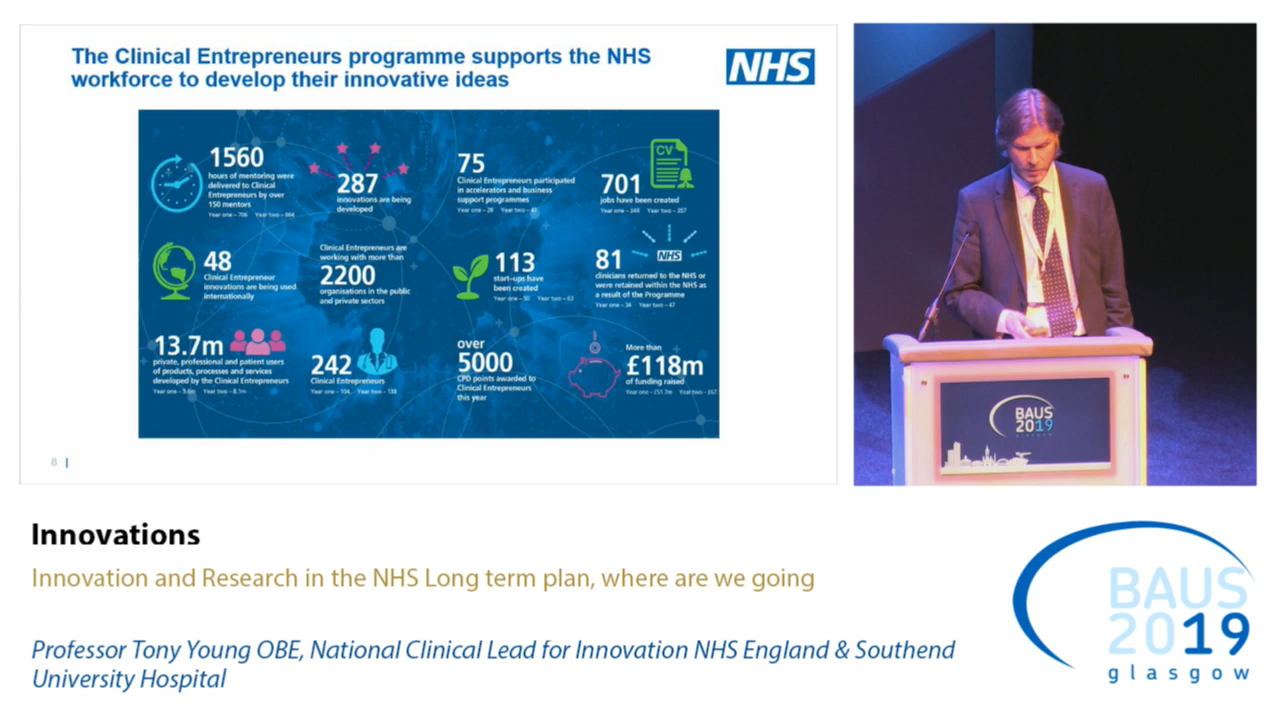 The Clinical Entrepreneurs programme supports the NHS
workforce to develop their innovative ideas
NHS
1560
hours of mentoring were
delivered to Clinical
Entrepreneurs by over
150 mentors
Year one – 706 Year two – 864
287
innovations are being
developed
75
Clinical Entrepreneurs participated
in accelerators and business
support programmes
Year one – 28 Year two –
CV
701
jobs have been created
Year one – Year two – 357
48
Clinical Entrepreneur
innovations are being used
internationally
Clinical Entrepreneurs are
working with more than
2200
organisations in the public
and private sectors
113
start-ups have
been created
Year one – 50 Year two – 63
NHS
81
clinicians returned to the NHS or
were retained within the NHS as
a result of the Programme
Year one – 34 Year two – 47
13.7m
private, professional and patient users
of products, processes and services
developed by the Clinical Entrepreneurs
Year one – 5.6m Year two – 8.1m
242
Clinical Entrepreneurs
Year one – 104 Year two – 138
over
5000
CPD points awarded to
Clinical Entrepreneurs
this year
More than
£118m
of funding raised
Year one – £51.7m Year two – £67
BAUS
2019
glasgow
Innovations
Innovation and Research in the NHS Long term plan, where are we going
Professor Tony Young OBE, National Clinical Lead for Innovation NHS England & Southend
University Hospital
BAUS
2019
glasgow